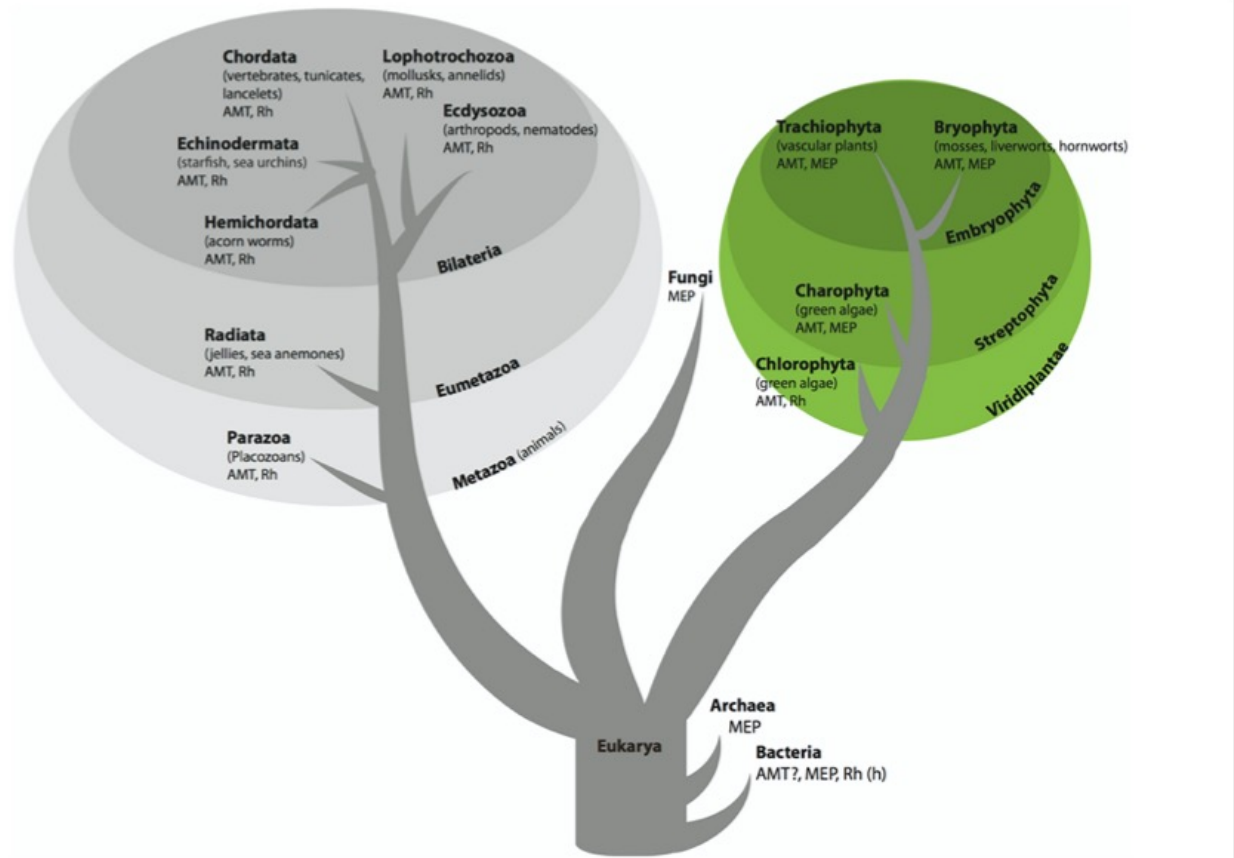 Chordata
(vertebrates, tunicates,
lancelets)
AMT, Rh
Lophotrochozoa
(mollusks, annelids)
AMT, Rh
Ecdysozoa
(arthropods, nematodes)
AMT, Rh
Echinodermata
(starfish, sea urchins)
AMT, Rh
Hemichordata
(acorn worms)
AMT, Rh
Bilateria
Radiata
(jellies, sea anemones)
AMT, Rh
Eumetazoa
Parazoa
(Placozoans)
AMT, Rh
Metazoa (animals)
Fungi
MEP
Trachiophyta
(vascular plants)
AMT, MEP
Bryophyta
(mosses, liverworts, hornworts)
AMT, MEP
Embryophyta
Charophyta
(green algae)
AMT, MEP
Streptophyta
Chlorophyta
(green algae)
AMT, Rh
Viridiplantae
Archaea
MEP
Eukarya
Bacteria
AMT?, MEP, Rh (h)